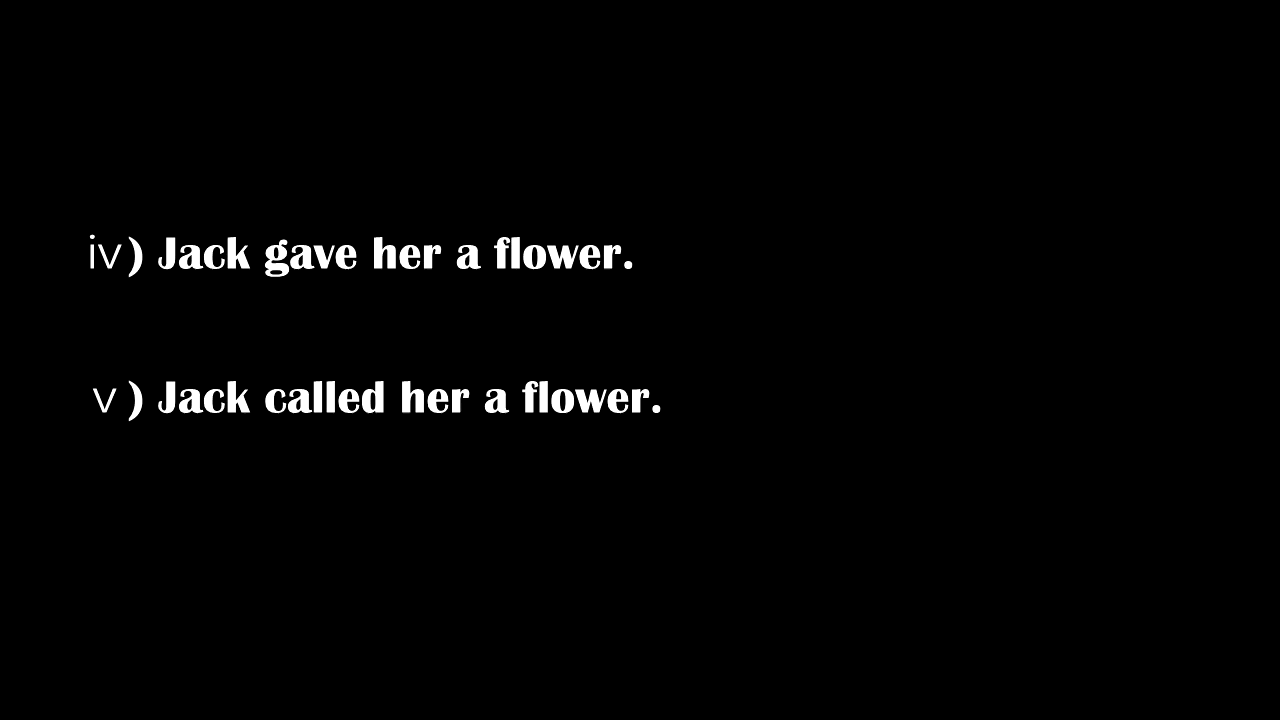 ⅳ) Jack gave her a flower.
ⅴ) Jack called her a flower.